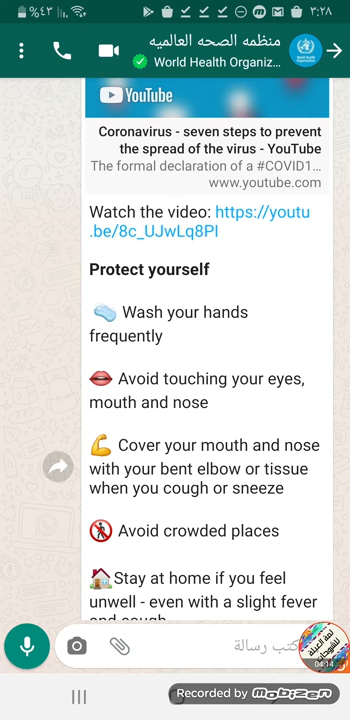 %٤٣
٣:٢٨
منظمه الصحه العالميه
World Health Organiz...
YouTube
Coronavirus - seven steps to prevent
the spread of the virus - YouTube
The formal declaration of a #COVID1...
www.youtube.com
Watch the video: https://youtu
.be/8c_UJwLq8PI
Protect yourself
Wash your hands
frequently
Avoid touching your eyes,
mouth and nose
Cover your mouth and nose
with your bent elbow or tissue
when you cough or sneeze
Avoid crowded places
Stay at home if you feel
unwell - even with a slight fever
and cough
كتب رسالة
04:14
Recorded by Mobizen